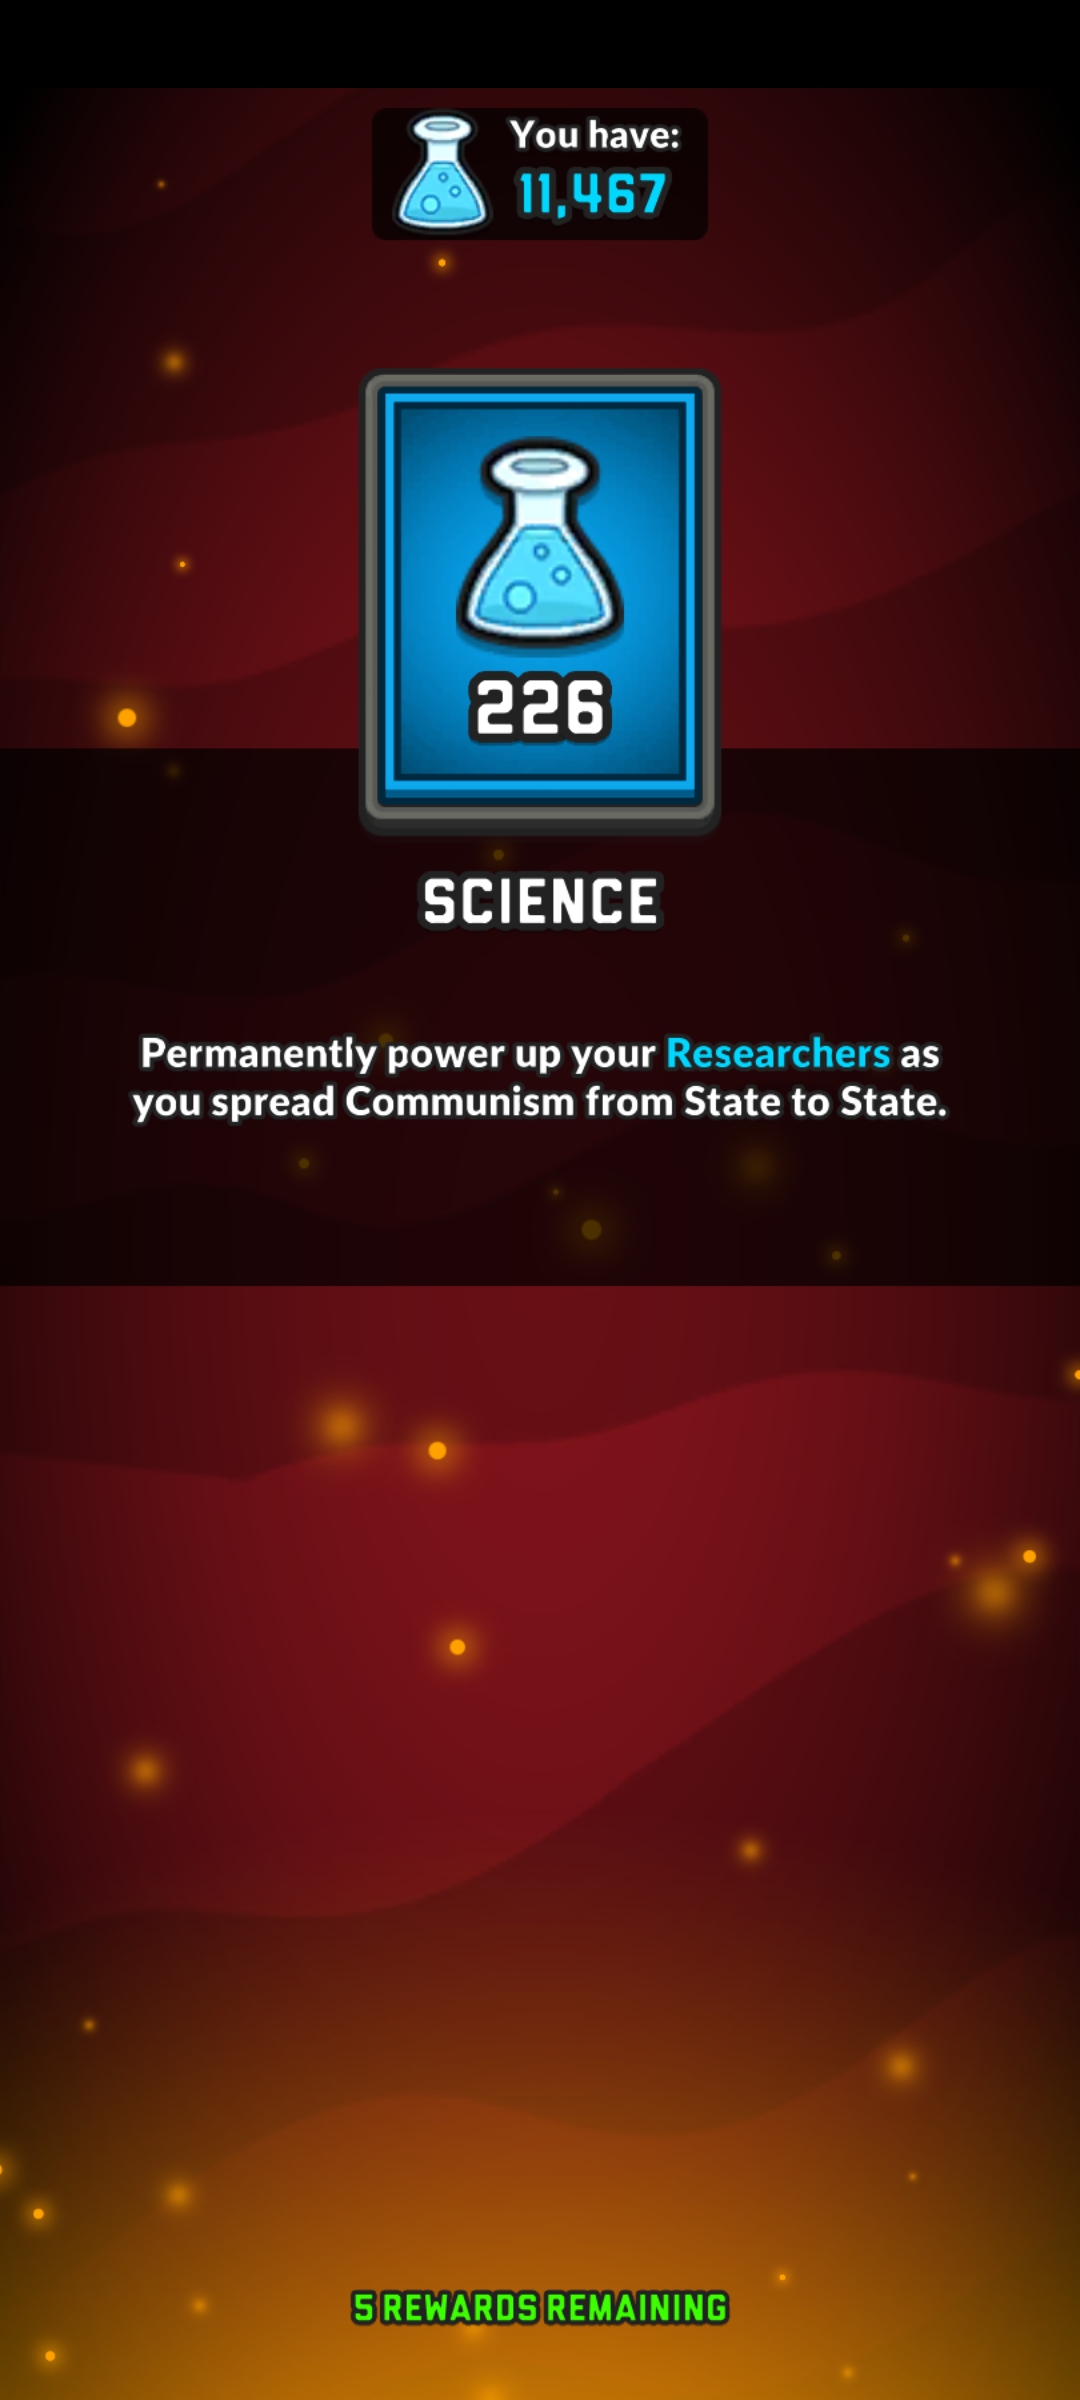 You have:
11,467
226
SCIENCE
Permanently power up your Researchers as
you spread Communism from State to State.
5 REWARDS REMAINING